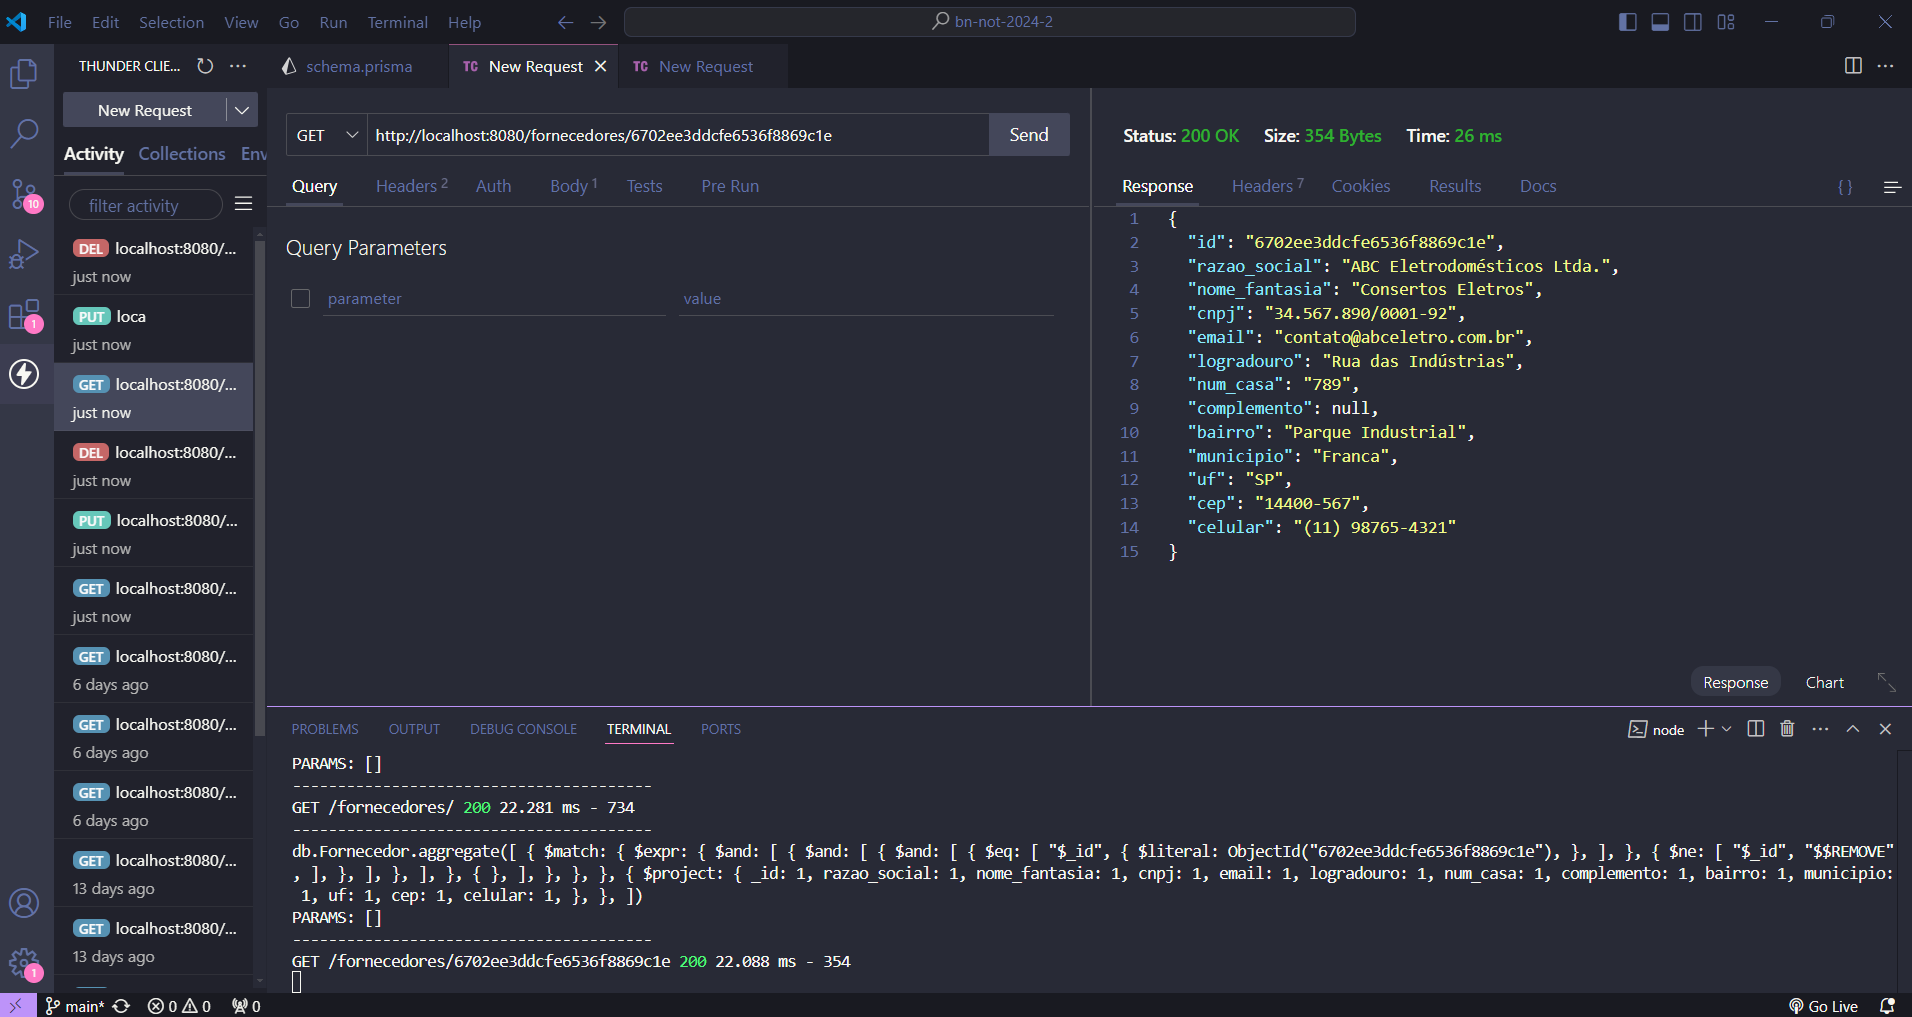 File Edit Selection View Go Run Terminal Help
bn-not-2024-2
THUNDER CLIE...
schema.prisma
TC New Request
TC New Request
New Request
Activity Collections Env
filter activity
DEL localhost:8080/...
just now
PUT loca
just now
GET localhost:8080/...
just now
DEL localhost:8080/...
just now
PUT localhost:8080/...
just now
GET localhost:8080/...
just now
GET localhost:8080/...
6 days ago
GET localhost:8080/...
6 days ago
GET localhost:8080/...
6 days ago
GET localhost:8080/...
13 days ago
GET localhost:8080/...
13 days ago
10
1
1
GET http://localhost:8080/fornecedores/6702ee3ddcfe6536f8869c1e Send
Query Headers 2 Auth Body 1 Tests Pre Run
Query Parameters
parameter value
Status: 200 OK Size: 354 Bytes Time: 26 ms
Response Headers 7 Cookies Results Docs { }
1 {
2 "id": "6702ee3ddcfe6536f8869c1e",
3 "razao_social": "ABC Eletrodomésticos Ltda.",
4 "nome_fantasia": "Consertos Eletros",
5 "cnpj": "34.567.890/0001-92",
6 "email": "contato@abceletro.com.br",
7 "logradouro": "Rua das Indústrias",
8 "num_casa": "789",
9 "complemento": null,
10 "bairro": "Parque Industrial",
11 "municipio": "Franca",
12 "uf": "SP",
13 "cep": "14400-567",
14 "celular": "(11) 98765-4321"
15 }
Response Chart
PROBLEMS OUTPUT DEBUG CONSOLE TERMINAL PORTS
node
PARAMS: []
----------------------------------------
GET /fornecedores/ 200 22.281 ms - 734
----------------------------------------
db.Fornecedor.aggregate([ { $match: { $expr: { $and: [ { $and: [ { $and: [ { $eq: [ "$_id", { $literal: ObjectId("6702ee3ddcfe6536f8869c1e"), }, ], }, { $ne: [ "$_id", "$$REMOVE"
, ], }, ], }, ], }, { }, ], }, }, }, { $project: { _id: 1, razao_social: 1, nome_fantasia: 1, cnpj: 1, email: 1, logradouro: 1, num_casa: 1, complemento: 1, bairro: 1, municipio:
1, uf: 1, cep: 1, celular: 1, }, }, ])
PARAMS: []
----------------------------------------
GET /fornecedores/6702ee3ddcfe6536f8869c1e 200 22.088 ms - 354
main* 0 0 0 Go Live